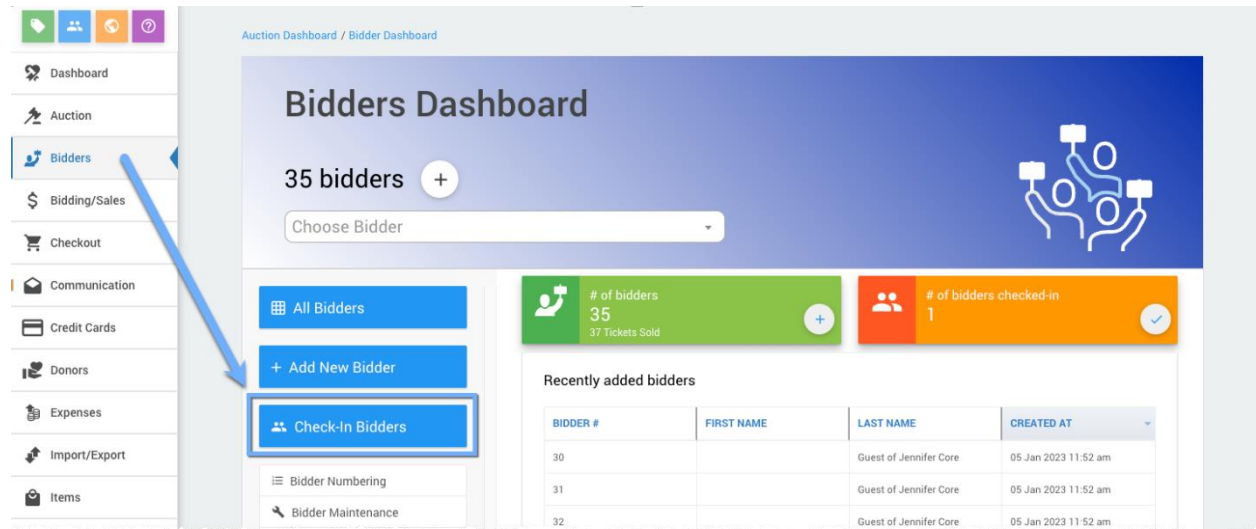 Auction Dashboard / Bidder Dashboard
Dashboard
Auction
Bidders
Bidding/Sales
Checkout
Communication
Credit Cards
Donors
Expenses
Import/Export
Items
Bidders Dashboard
35 bidders +
Choose Bidder
All Bidders
+ Add New Bidder
Check-In Bidders
Bidder Numbering
Bidder Maintenance
# of bidders
35
37 Tickets Sold
# of bidders checked-in
1
Recently added bidders
BIDDER # FIRST NAME LAST NAME CREATED AT
30 Guest of Jennifer Core 05 Jan 2023 11:52 am
31 Guest of Jennifer Core 05 Jan 2023 11:52 am
32 Guest of Jennifer Core 05 Jan 2023 11:52 am